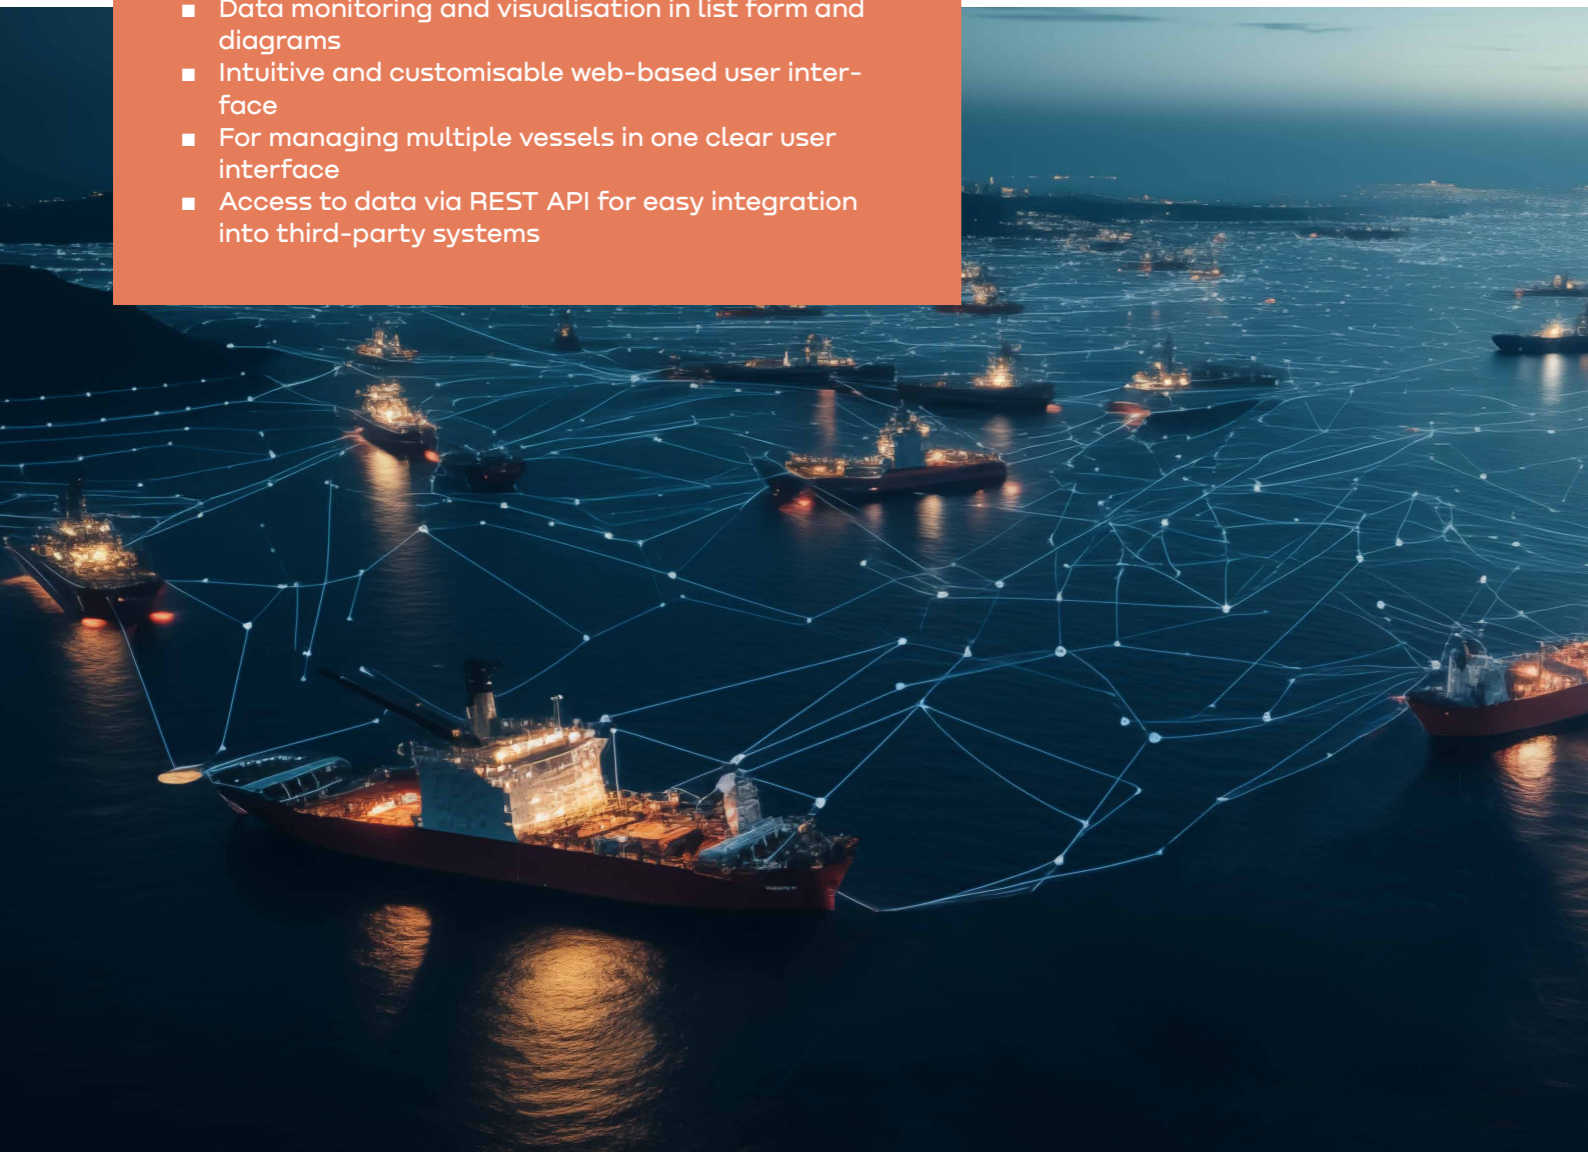 ■ Data monitoring and visualisation in list form and
diagrams
■ Intuitive and customisable web-based user inter-
face
■ For managing multiple vessels in one clear user
interface
■ Access to data via REST API for easy integration
into third-party systems